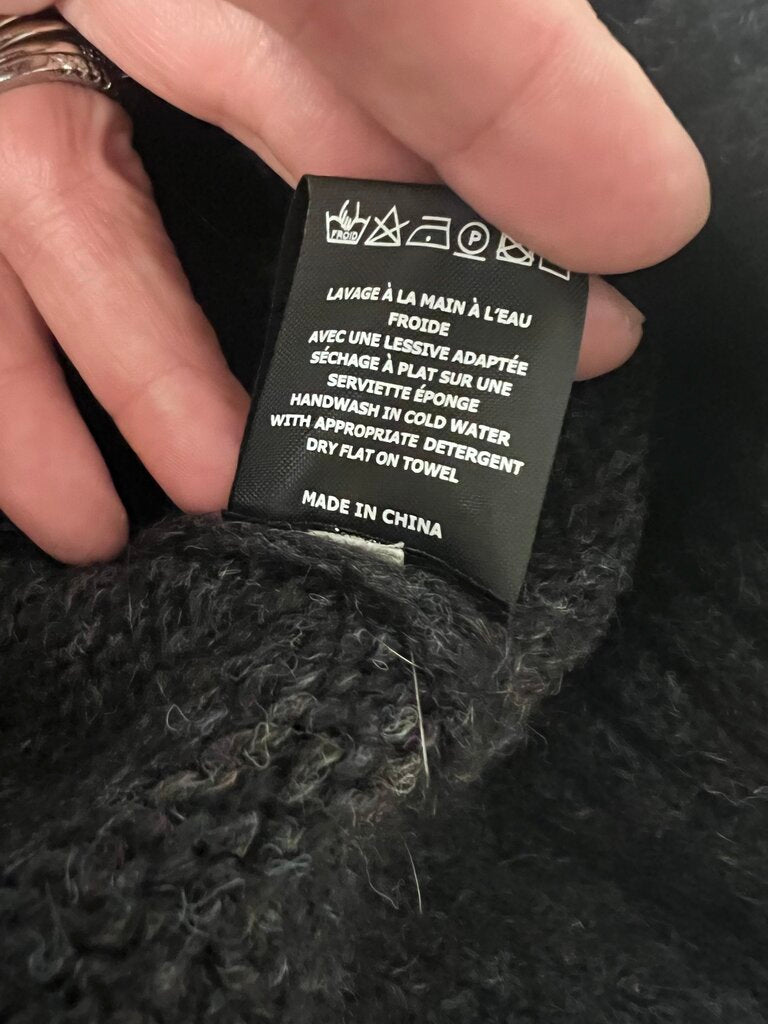 FROID
P
LAVAGE À LA MAIN À L'EAU
FROIDE
AVEC UNE LESSIVE ADAPTÉE
SÉCHAGE À PLAT SUR UNE
SERVIETTE ÉPONGE
HANDWASH IN COLD WATER
WITH APPROPRIATE DETERGENT
DRY FLAT ON TOWEL
MADE IN CHINA